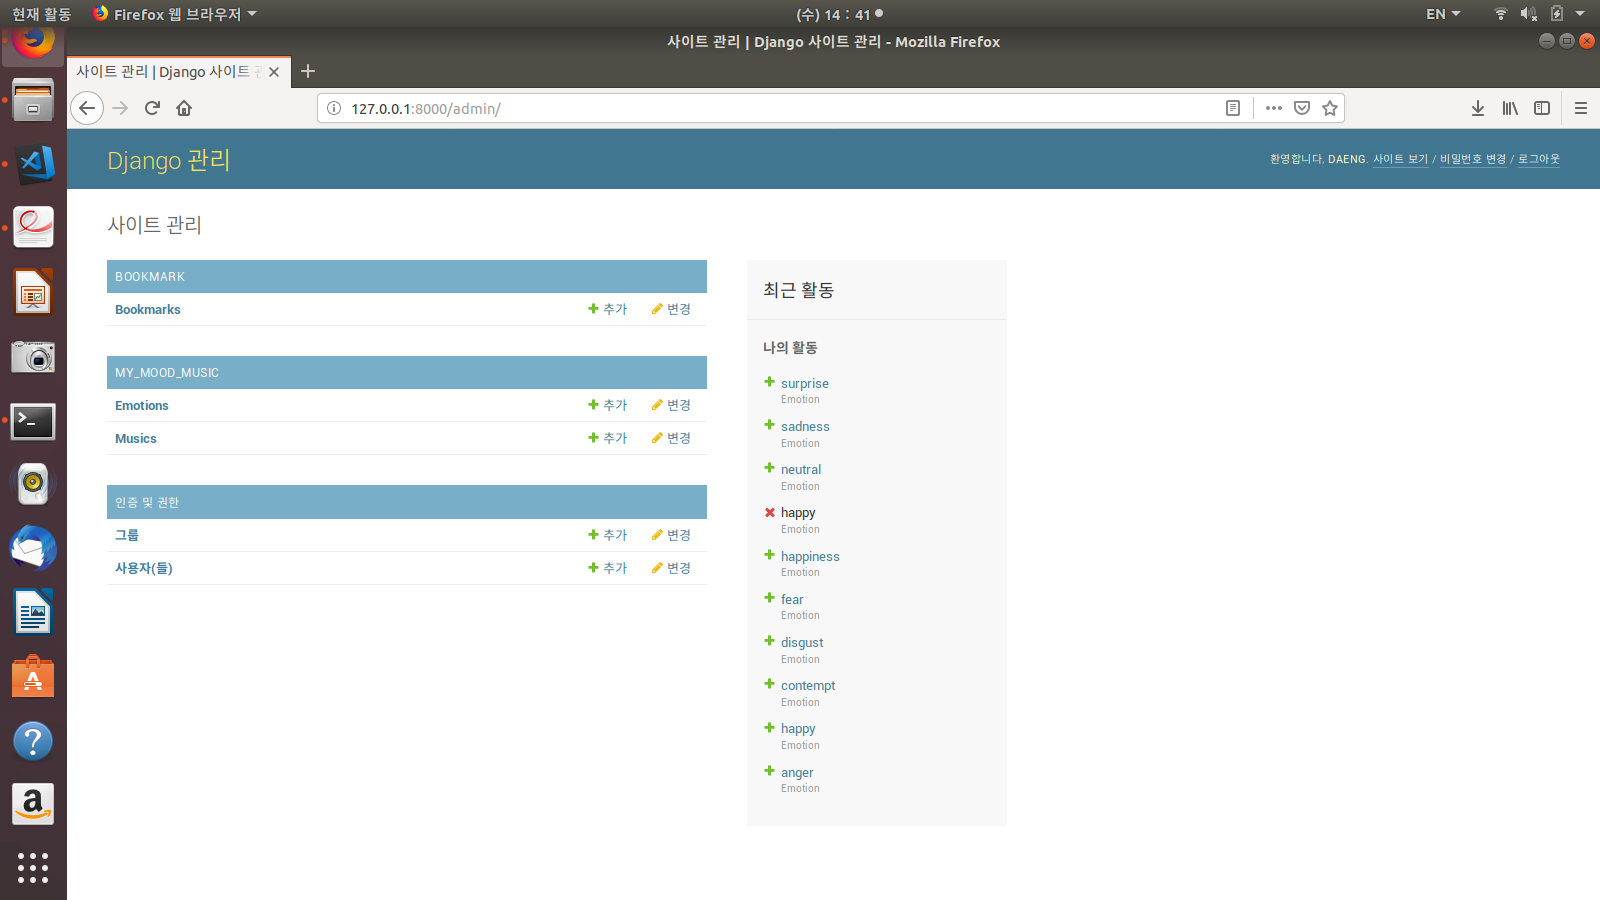 현재 활동 Firefox 웹 브라우저 (수) 14 : 41 EN
사이트 관리 | Django 사이트 관리 - Mozilla Firefox
사이트 관리 | Django 사이트
127.0.0.1:8000/admin/
Django 관리
환영합니다, DAENG. 사이트 보기 / 비밀번호 변경 / 로그아웃
사이트 관리
BOOKMARK
Bookmarks 추가 변경
MY_MOOD_MUSIC
Emotions 추가 변경
Musics 추가 변경
인증 및 권한
그룹 추가 변경
사용자(들) 추가 변경
최근 활동
나의 활동
surprise
Emotion
sadness
Emotion
neutral
Emotion
happy
Emotion
happiness
Emotion
fear
Emotion
disgust
Emotion
contempt
Emotion
happy
Emotion
anger
Emotion